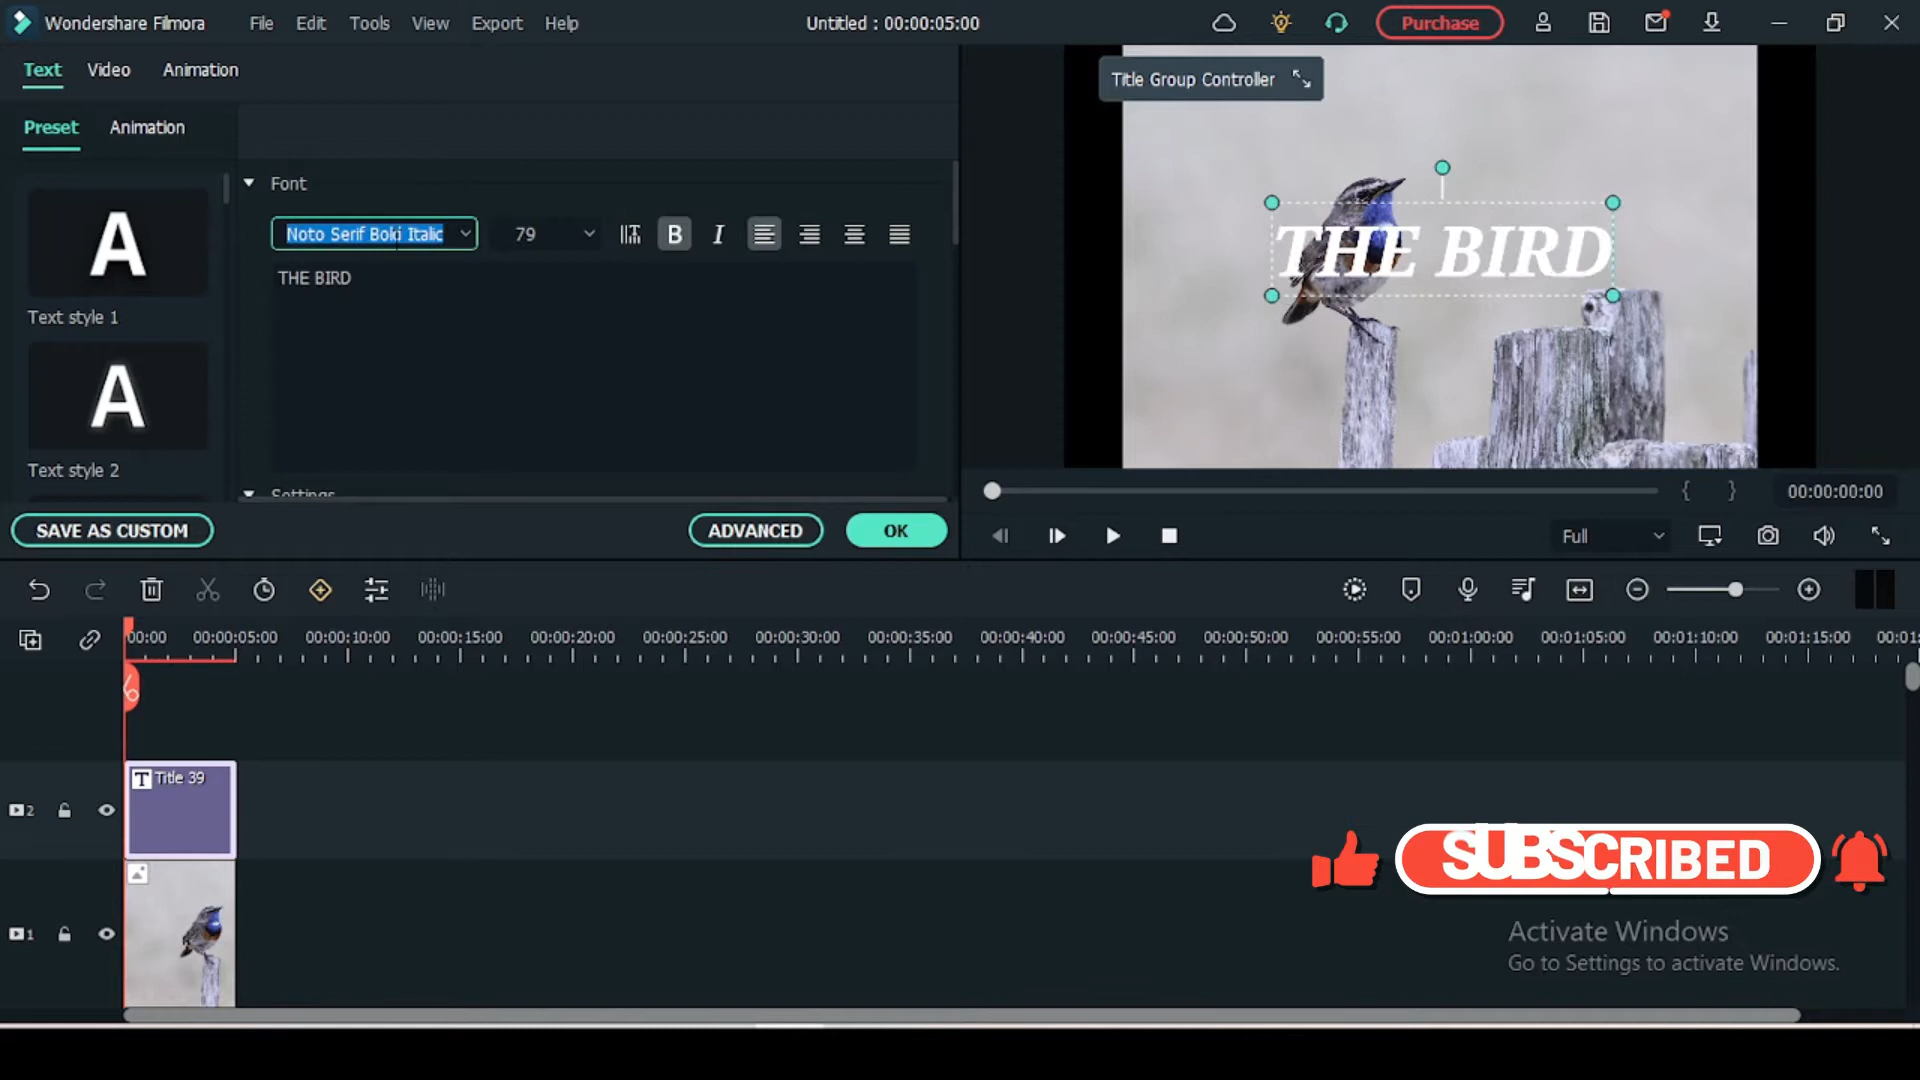 Wondershare Filmora File Edit Tools View Export Help Untitled : 00:00:05:00 Purchase
Text Video Animation
Title Group Controller
Preset Animation
Font
Noto Serif Bold Italic 79 B I
THE BIRD
THE BIRD
A
Text style 1
A
Text style 2
Settings
{ } 00:00:00:00
SAVE AS CUSTOM ADVANCED OK
Full
00:00 00:00:05:00 00:00:10:00 00:00:15:00 00:00:20:00 00:00:25:00 00:00:30:00 00:00:35:00 00:00:40:00 00:00:45:00 00:00:50:00 00:00:55:00 00:01:00:00 00:01:05:00 00:01:10:00 00:01:15:00 00:01:
T Title 39
2
SUBSCRIBED
1
Activate Windows
Go to Settings to activate Windows.